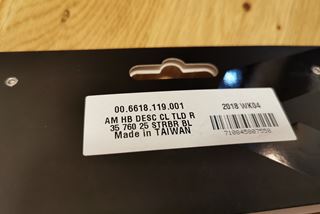 00.6618.119.001
2018 WK04
AM HB DESC CL TLD R
35 760 25 STRBR BL
Made in TAIWAN
710845807558